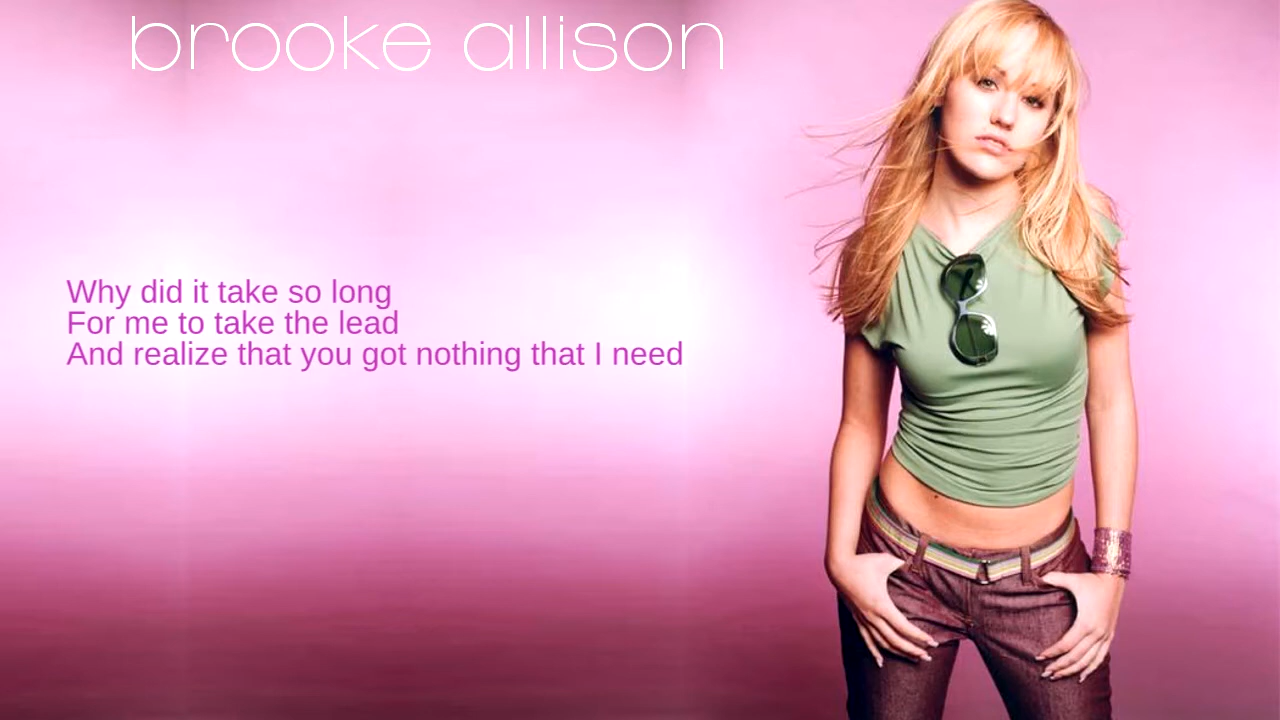 brooke allison
Why did it take so long
For me to take the lead
And realize that you got nothing that I need